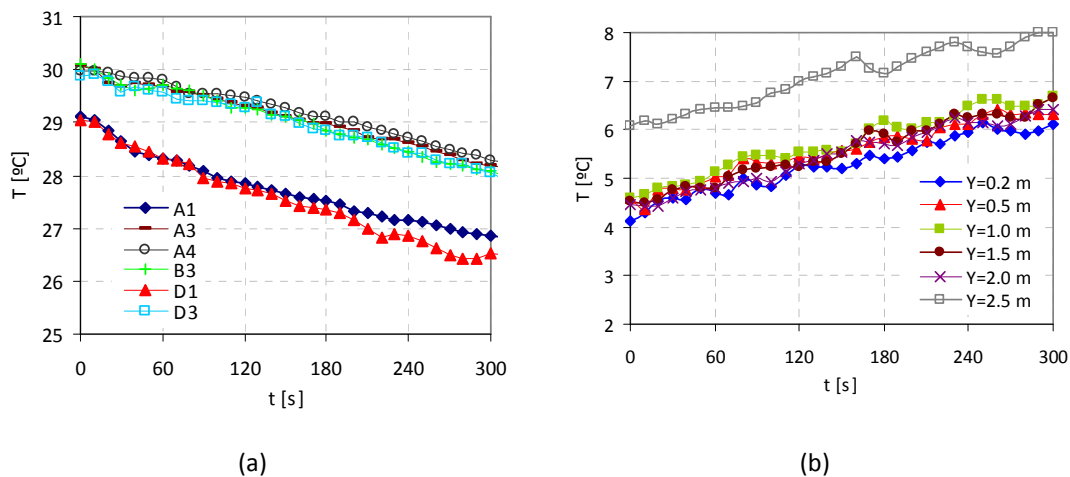 31
30
29
28
27
26
25
T [ºC]
0 60 120 180 240 300
t [s]
A1
A3
A4
B3
D1
D3
(a)
8
7
6
5
4
2
T [ºC]
0 60 120 180 240 300
t [s]
Y=0.2 m
Y=0.5 m
Y=1.0 m
Y=1.5 m
Y=2.0 m
Y=2.5 m
(b)